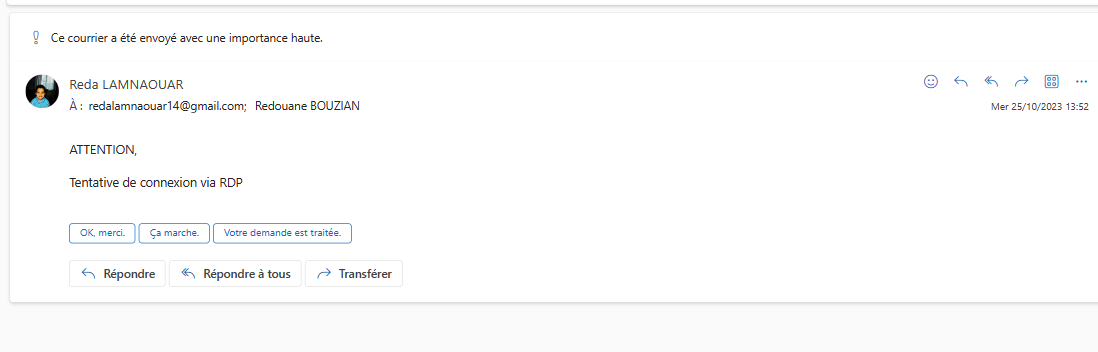 Ce courrier a été envoyé avec une importance haute.
Reda LAMNAOUAR
À : redalamnaouar14@gmail.com; Redouane BOUZIAN
Mer 25/10/2023 13:52
ATTENTION,
Tentative de connexion via RDP
OK, merci. Ça marche. Votre demande est traitée.
Répondre Répondre à tous Transférer